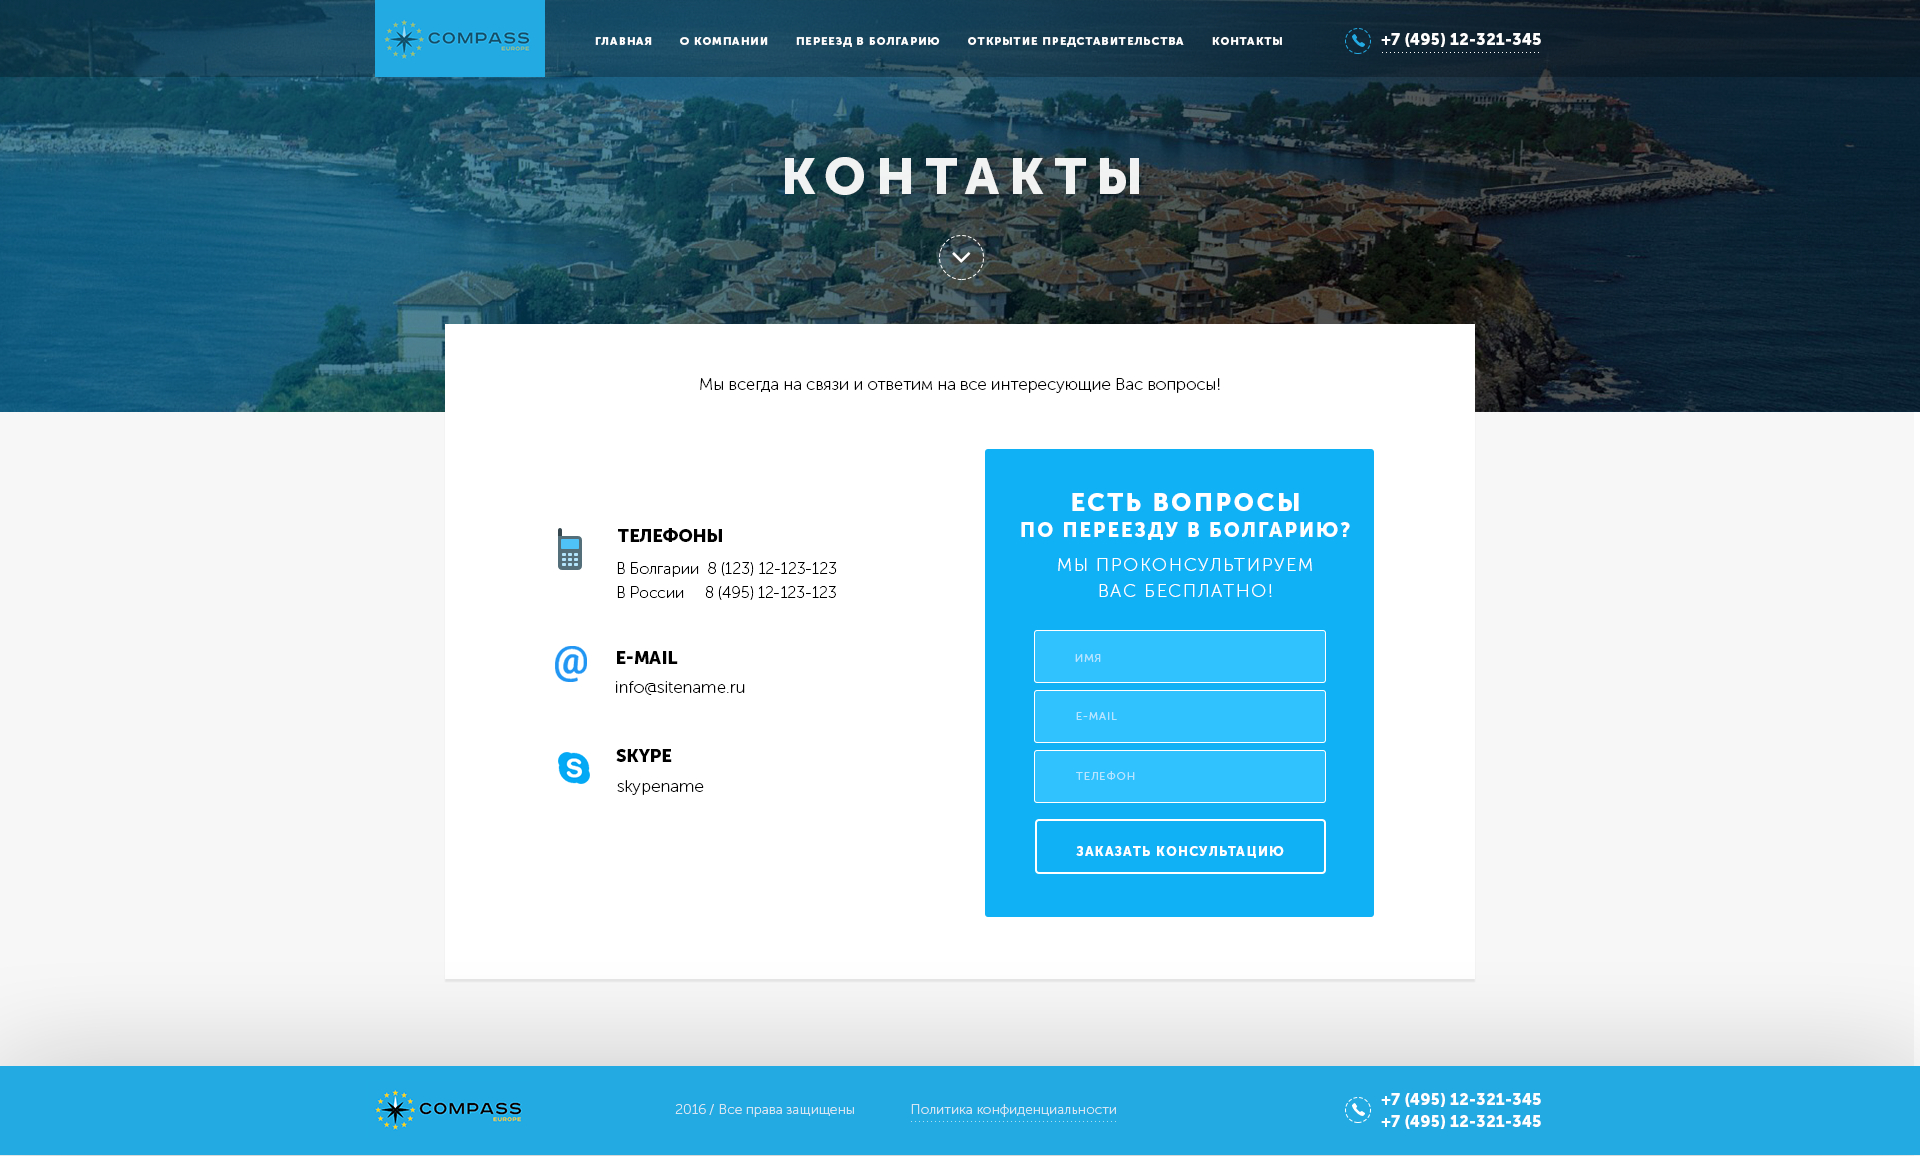 COMPASS
EUROPE
ГЛАВНАЯ О КОМПАНИИ ПЕРЕЕЗД В БОЛГАРИЮ ОТКРЫТИЕ ПРЕДСТАВИТЕЛЬСТВА КОНТАКТЫ
+7 (495) 12-321-345
КОНТАКТЫ
Мы всегда на связи и ответим на все интересующие Вас вопросы!
ТЕЛЕФОНЫ
В Болгарии 8 (123) 12-123-123
В России 8 (495) 12-123-123
E-MAIL
info@sitename.ru
SKYPE
skypename
ЕСТЬ ВОПРОСЫ
ПО ПЕРЕЕЗДУ В БОЛГАРИЮ?
МЫ ПРОКОНСУЛЬТИРУЕМ
ВАС БЕСПЛАТНО!
ИМЯ
E-MAIL
ТЕЛЕФОН
ЗАКАЗАТЬ КОНСУЛЬТАЦИЮ
COMPASS
EUROPE
2016 / Все права защищены
Политика конфиденциальности
+7 (495) 12-321-345
+7 (495) 12-321-345